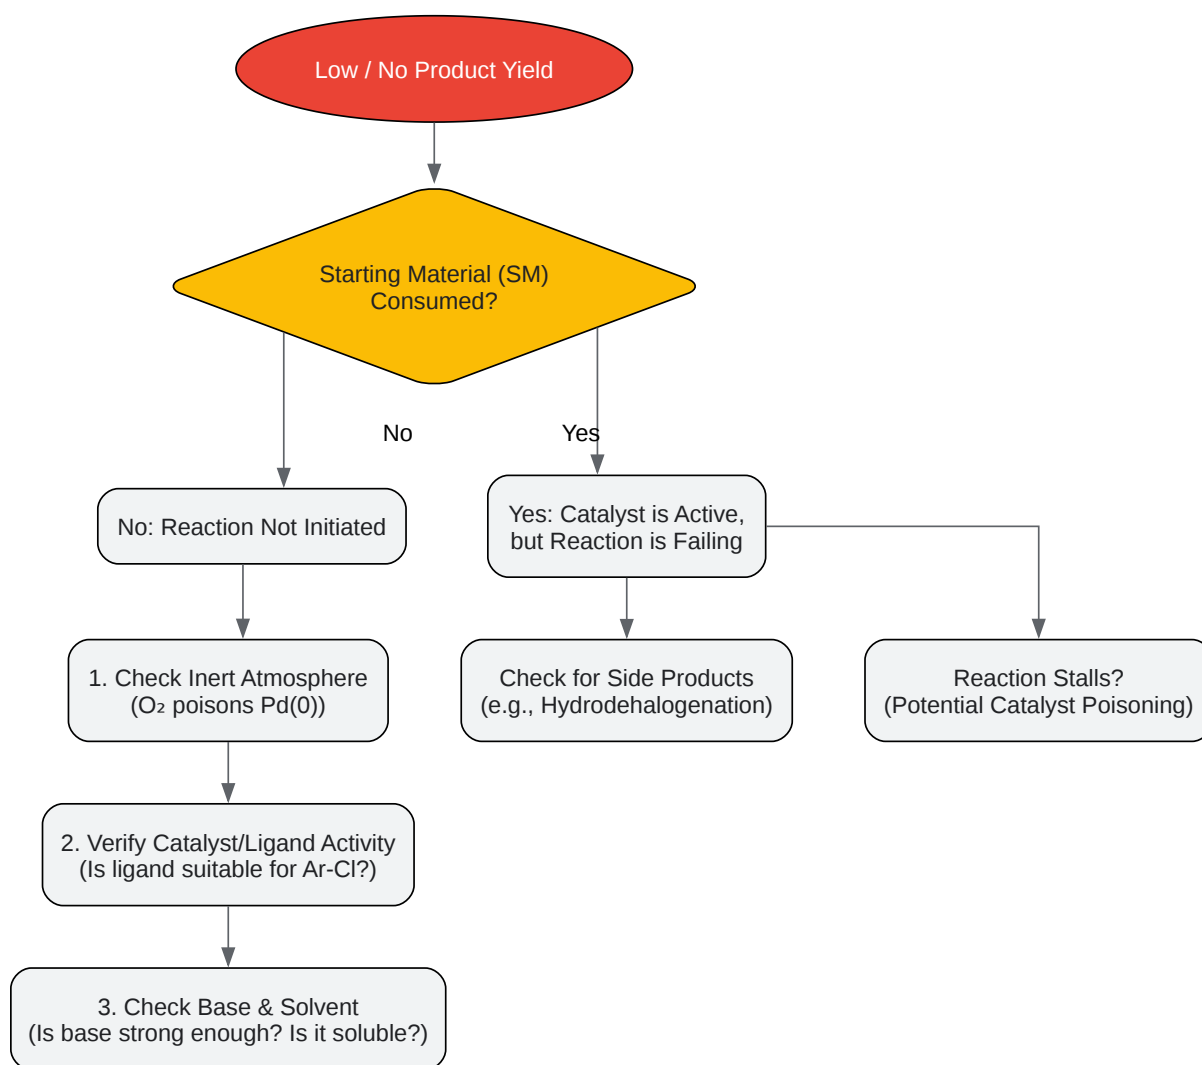 Low / No Product Yield
Starting Material (SM)
Consumed?
No
Yes
No: Reaction Not Initiated
Yes: Catalyst is Active,
but Reaction is Failing
1. Check Inert Atmosphere
(O₂ poisons Pd(0))
Check for Side Products
(e.g., Hydrodehalogenation)
Reaction Stalls?
(Potential Catalyst Poisoning)
2. Verify Catalyst/Ligand Activity
(Is ligand suitable for Ar-Cl?)
3. Check Base & Solvent
(Is base strong enough? Is it soluble?)